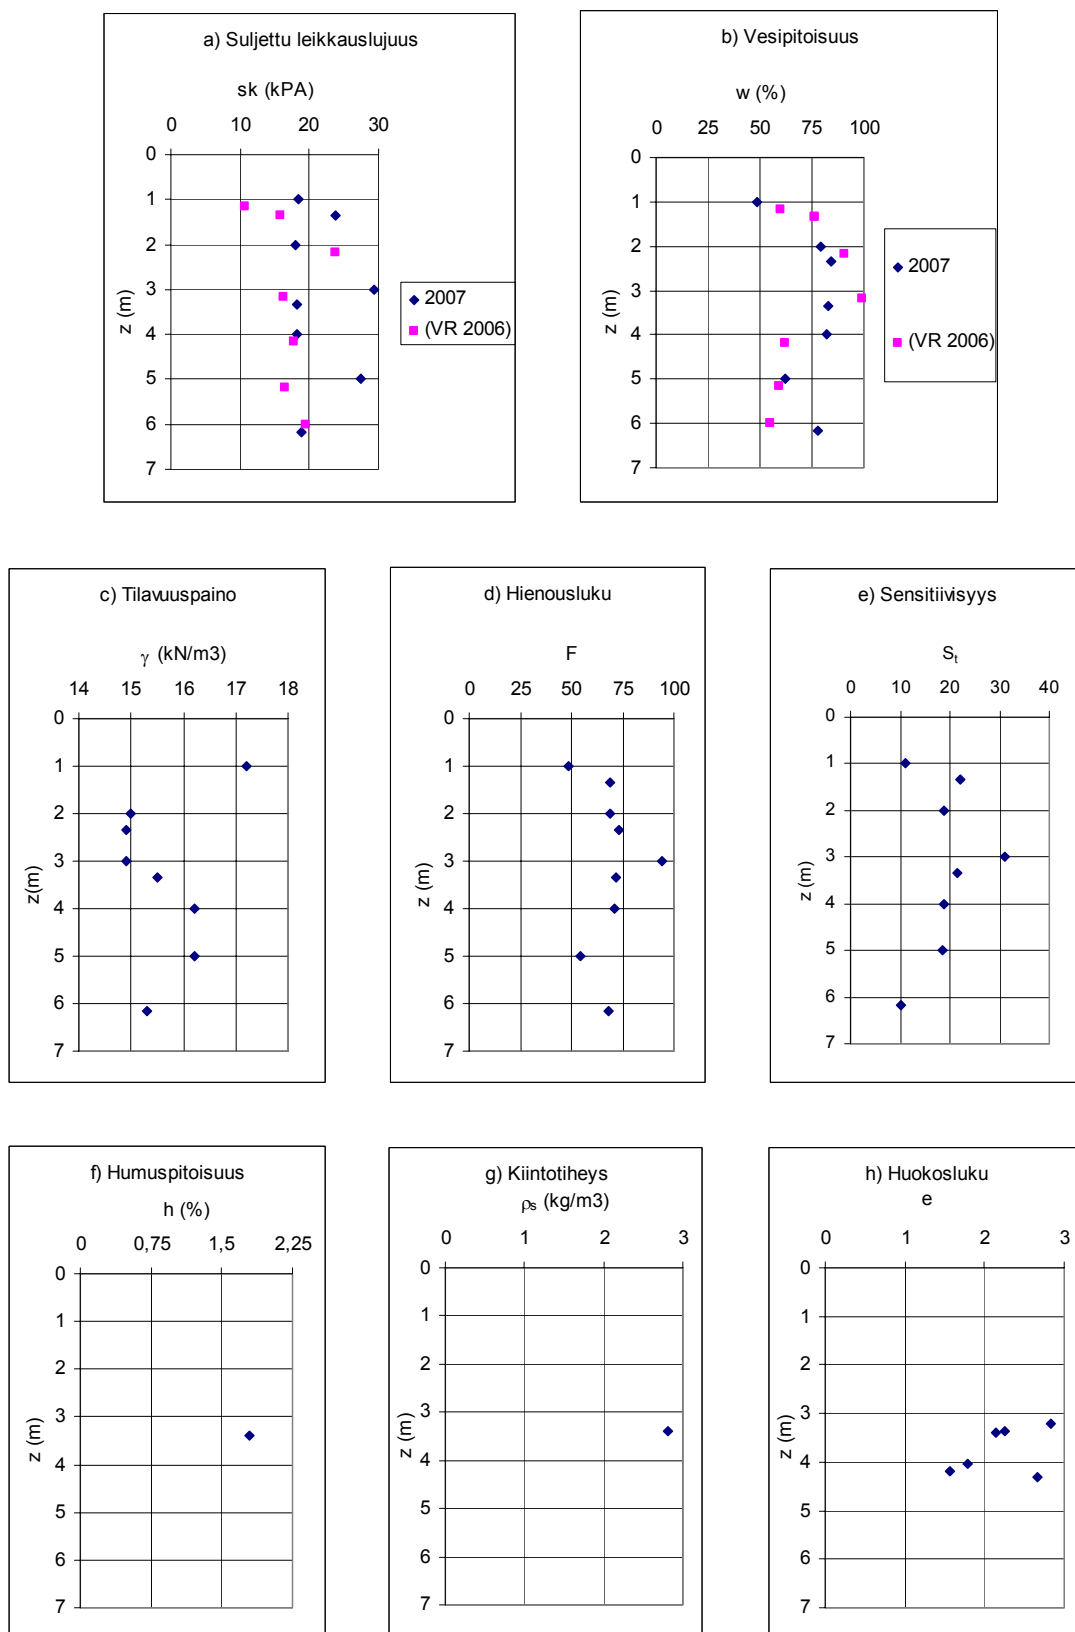 a) Suljettu leikkauslujuus
sk (kPA)
0 10 20 30
0
1
2
3
4
5
6
7
z (m)
2007
(VR 2006)
b) Vesipitoisuus
w (%)
0 25 50 75 100
0
1
2
3
4
5
6
7
z (m)
2007
(VR 2006)
c) Tilavuuspaino
γ (kN/m3)
14 15 16 17 18
0
1
2
3
4
5
6
7
z(m)
d) Hienousluku
F
0 25 50 75 100
0
1
2
3
4
5
6
7
z (m)
e) Sensitiivisyys
St
0 10 20 30 40
0
1
2
3
4
5
6
7
z (m)
f) Humuspitoisuus
h (%)
0 0,75 1,5 2,25
0
1
2
3
4
5
6
7
z (m)
g) Kiintotiheys
ρs (kg/m3)
0 1 2 3
0
1
2
3
4
5
6
7
z (m)
h) Huokosluku
e
0 1 2 3
0
1
2
3
4
5
6
7
z (m)